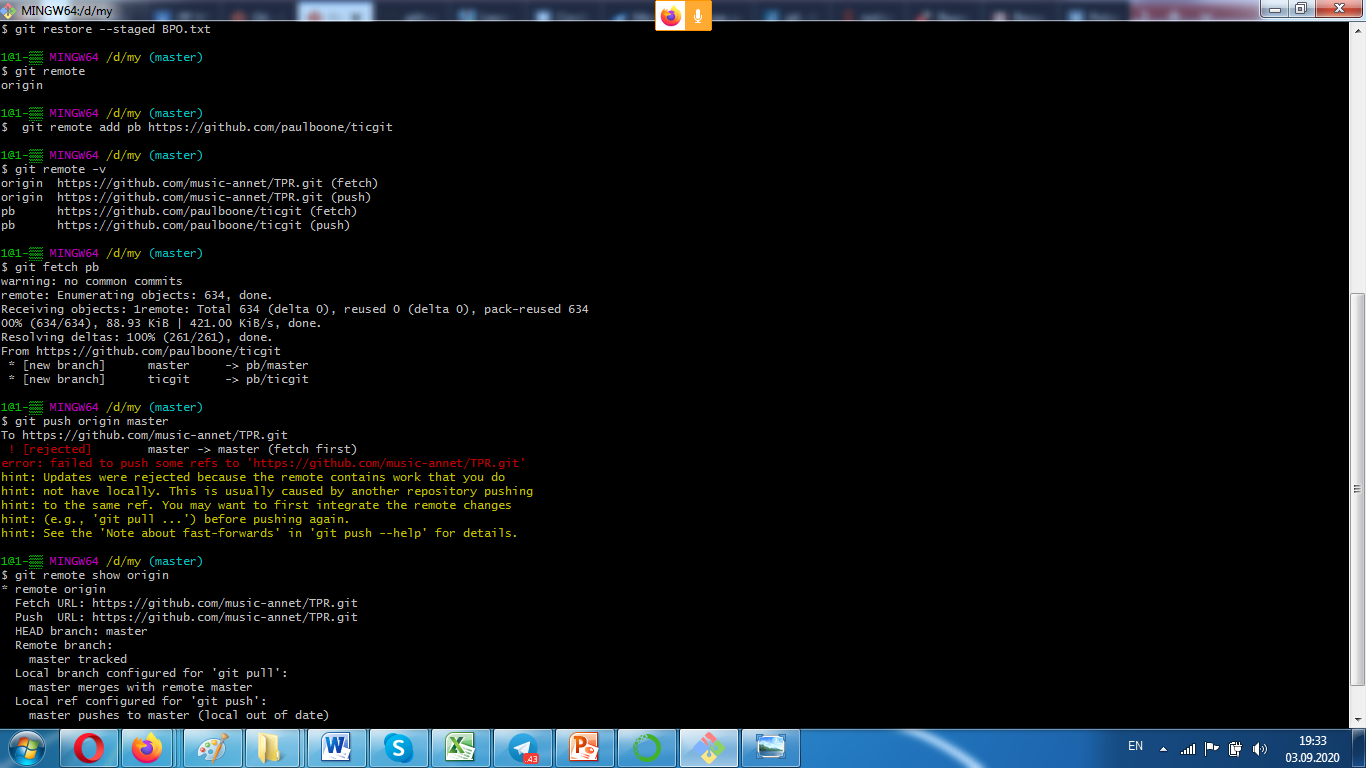 MINGW64:/d/my
$ git restore --staged BPO.txt
1@1-▒▒ MINGW64 /d/my (master)
$ git remote
origin
1@1-▒▒ MINGW64 /d/my (master)
$  git remote add pb https://github.com/paulboone/ticgit
1@1-▒▒ MINGW64 /d/my (master)
$ git remote -v
origin  https://github.com/music-annet/TPR.git (fetch)
origin  https://github.com/music-annet/TPR.git (push)
pb      https://github.com/paulboone/ticgit (fetch)
pb      https://github.com/paulboone/ticgit (push)
1@1-▒▒ MINGW64 /d/my (master)
$ git fetch pb
warning: no common commits
remote: Enumerating objects: 634, done.
Receiving objects: 1remote: Total 634 (delta 0), reused 0 (delta 0), pack-reused 634
00% (634/634), 88.93 KiB | 421.00 KiB/s, done.
Resolving deltas: 100% (261/261), done.
From https://github.com/paulboone/ticgit
 * [new branch]      master     -> pb/master
 * [new branch]      ticgit     -> pb/ticgit
1@1-▒▒ MINGW64 /d/my (master)
$ git push origin master
To https://github.com/music-annet/TPR.git
 ! [rejected]        master -> master (fetch first)
error: failed to push some refs to 'https://github.com/music-annet/TPR.git'
hint: Updates were rejected because the remote contains work that you do
hint: not have locally. This is usually caused by another repository pushing
hint: to the same ref. You may want to first integrate the remote changes
hint: (e.g., 'git pull ...') before pushing again.
hint: See the 'Note about fast-forwards' in 'git push --help' for details.
1@1-▒▒ MINGW64 /d/my (master)
$ git remote show origin
* remote origin
  Fetch URL: https://github.com/music-annet/TPR.git
  Push  URL: https://github.com/music-annet/TPR.git
  HEAD branch: master
  Remote branch:
    master tracked
  Local branch configured for 'git pull':
    master merges with remote master
  Local ref configured for 'git push':
    master pushes to master (local out of date)
43
EN
19:33
03.09.2020